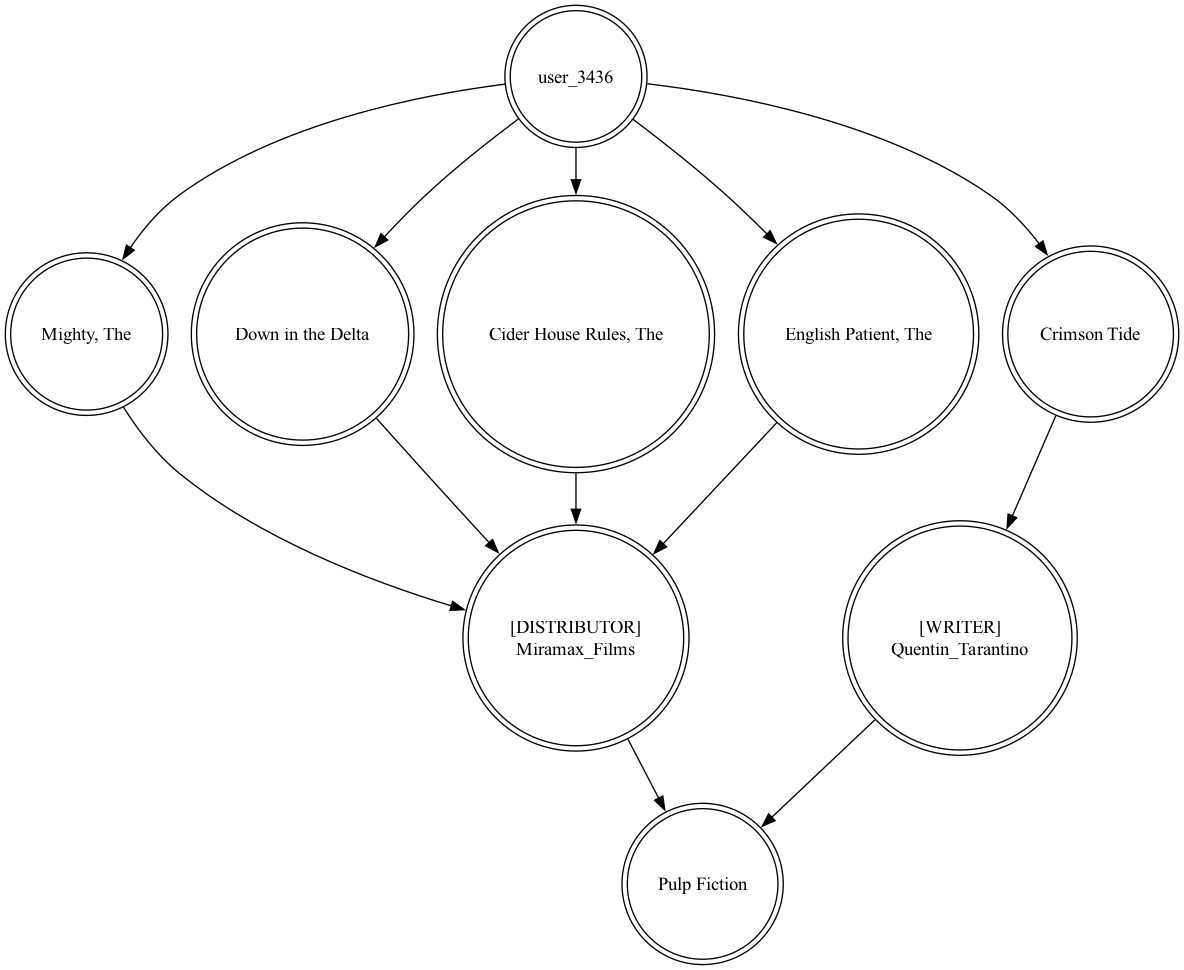 user_3436
Mighty, The
Down in the Delta
Cider House Rules, The
English Patient, The
Crimson Tide
[DISTRIBUTOR]
Miramax_Films
[WRITER]
Quentin_Tarantino
Pulp Fiction